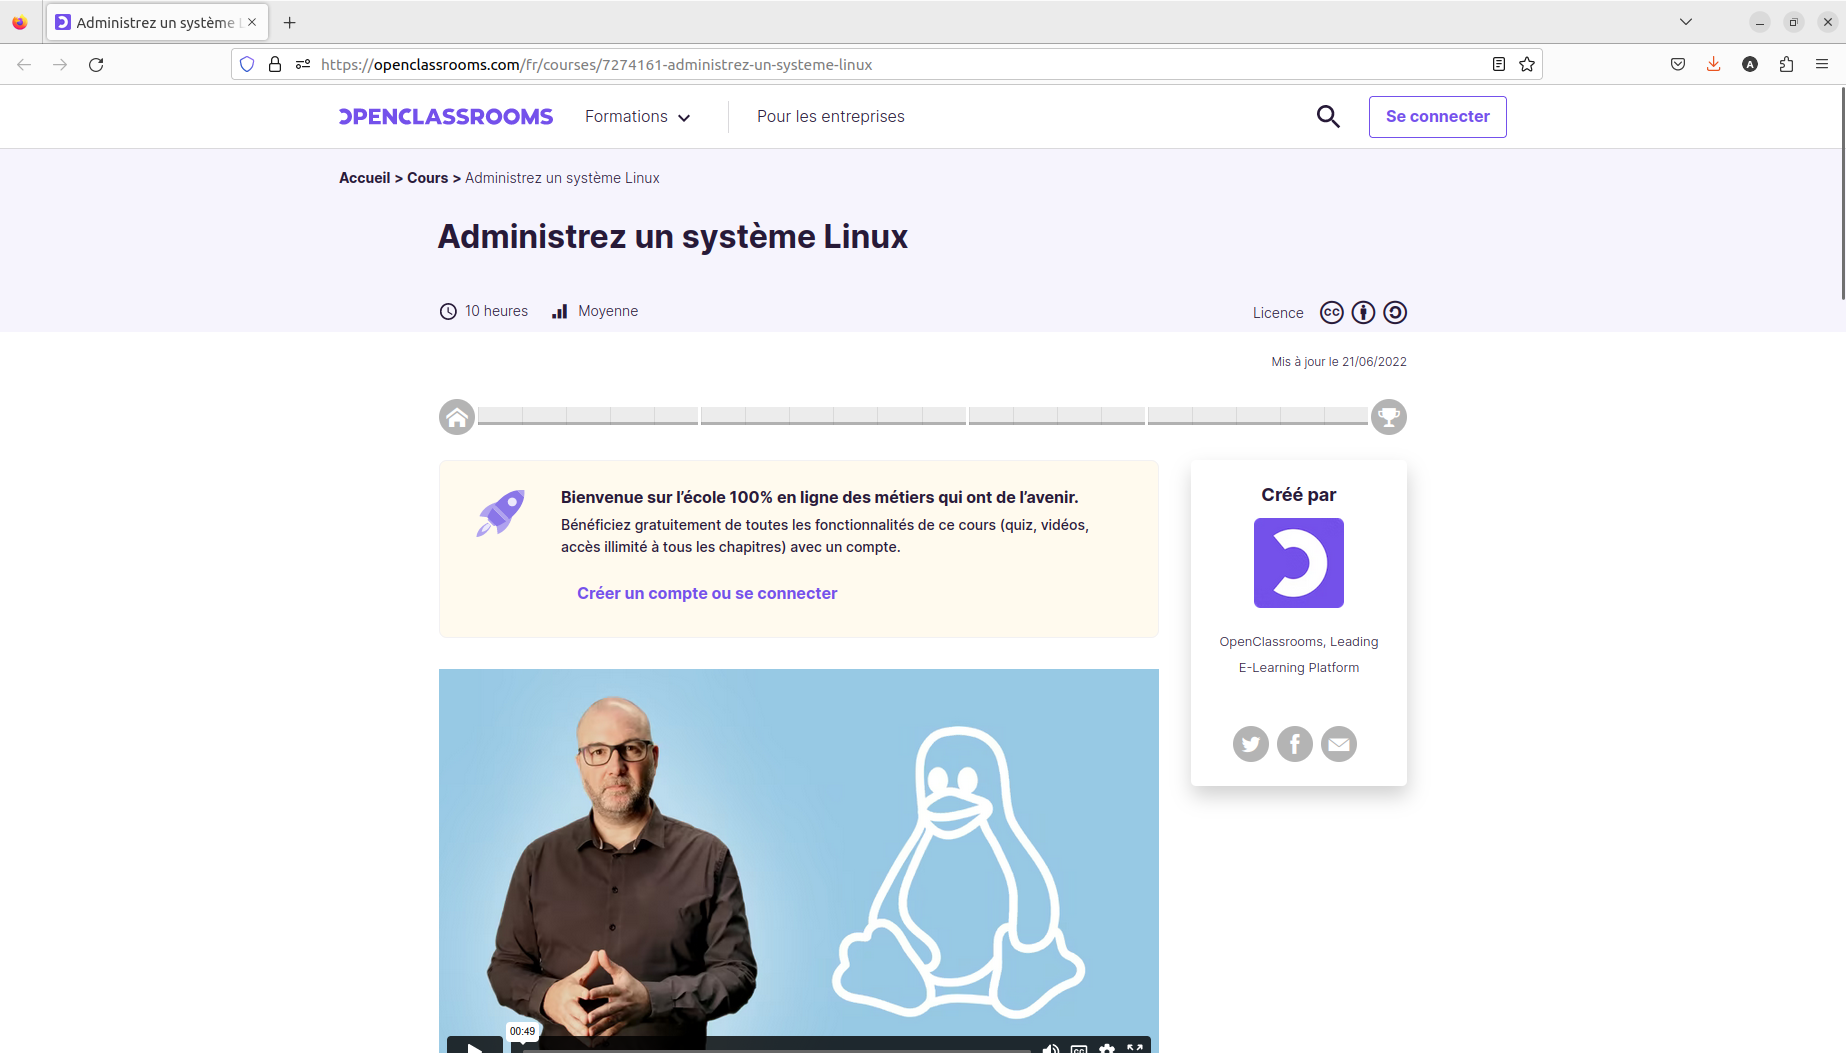 Administrez un système L
https://openclassrooms.com/fr/courses/7274161-administrez-un-systeme-linux
A
OPENCLASSROOMS
Formations
Pour les entreprises
Se connecter
Accueil > Cours > Administrez un système Linux
Administrez un système Linux
10 heures
Moyenne
Licence
CC
Mis à jour le 21/06/2022
Bienvenue sur l’école 100% en ligne des métiers qui ont de l’avenir.
Bénéficiez gratuitement de toutes les fonctionnalités de ce cours (quiz, vidéos,
accès illimité à tous les chapitres) avec un compte.
Créer un compte ou se connecter
Créé par
OpenClassrooms, Leading
E-Learning Platform
00:49
CC